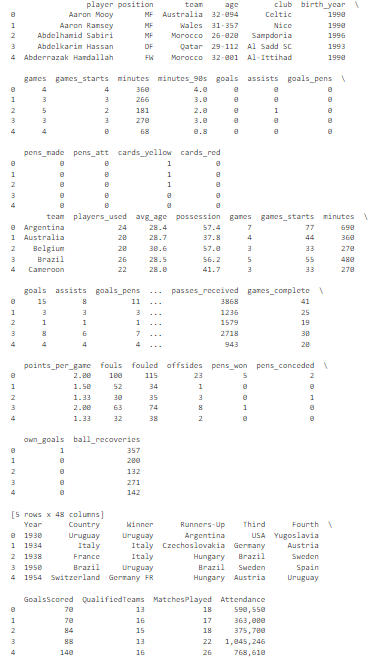 player position team age club birth_year \
0 Aaron Mooy MF Australia 32-094 Celtic 1990
1 Aaron Ramsey MF Wales 31-357 Nice 1990
2 Abdelhamid Sabiri MF Morocco 26-020 Sampdoria 1996
3 Abdelkarim Hassan DF Qatar 29-112 Al Sadd SC 1993
4 Abderrazak Hamdallah FW Morocco 32-001 Al-Ittihad 1990
games games_starts minutes minutes_90s goals assists goals_pens \
0 4 4 360 4.0 0 0 0
1 3 3 266 3.0 0 0 0
2 5 2 181 2.0 0 1 0
3 3 3 270 3.0 0 0 0
4 4 0 68 0.8 0 0 0
pens_made pens_att cards_yellow cards_red
0 0 0 1 0
1 0 0 1 0
2 0 0 1 0
3 0 0 0 0
4 0 0 0 0
team players_used avg_age possession games games_starts minutes \
0 Argentina 24 28.4 57.4 7 77 690
1 Australia 20 28.7 37.8 4 44 360
2 Belgium 20 30.6 57.0 3 33 270
3 Brazil 26 28.5 56.2 5 55 480
4 Cameroon 22 28.0 41.7 3 33 270
goals assists goals_pens ... passes_received games_complete \
0 15 8 11 ... 3868 41
1 3 3 3 ... 1236 25
2 1 1 1 ... 1579 19
3 8 6 7 ... 2718 30
4 4 4 4 ... 943 20
points_per_game fouls fouled offsides pens_won pens_conceded \
0 2.00 100 115 23 5 2
1 1.50 52 34 1 0 0
2 1.33 30 35 3 0 1
3 2.00 63 74 8 1 0
4 1.33 32 38 2 0 0
own_goals ball_recoveries
0 1 357
1 0 200
2 0 132
3 0 271
4 0 142
[5 rows x 48 columns]
Year Country Winner Runners-Up Third Fourth \
0 1930 Uruguay Uruguay Argentina USA Yugoslavia
1 1934 Italy Italy Czechoslovakia Germany Austria
2 1938 France Italy Hungary Brazil Sweden
3 1950 Brazil Uruguay Brazil Sweden Spain
4 1954 Switzerland Germany FR Hungary Austria Uruguay
GoalsScored QualifiedTeams MatchesPlayed Attendance
0 70 13 18 590,550
1 70 16 17 363,000
2 84 15 18 375,700
3 88 13 22 1,045,246
4 140 16 26 768,610